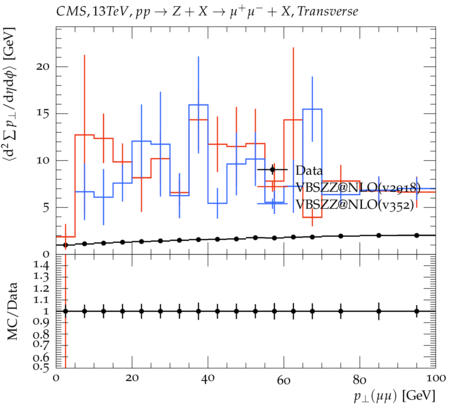 CMS, 13TeV, pp → Z + X → μ⁺μ⁻ + X, Transverse
⟨d² ∑ p⊥/dηdϕ⟩ [GeV]
20
15
10
5
0
Data
VBSZZ@NLO(v2918)
VBSZZ@NLO(v352)
MC/Data
1.4
1.3
1.2
1.1
1
0.9
0.8
0.7
0.6
0.5
0 20 40 60 80 100
p⊥(μμ) [GeV]